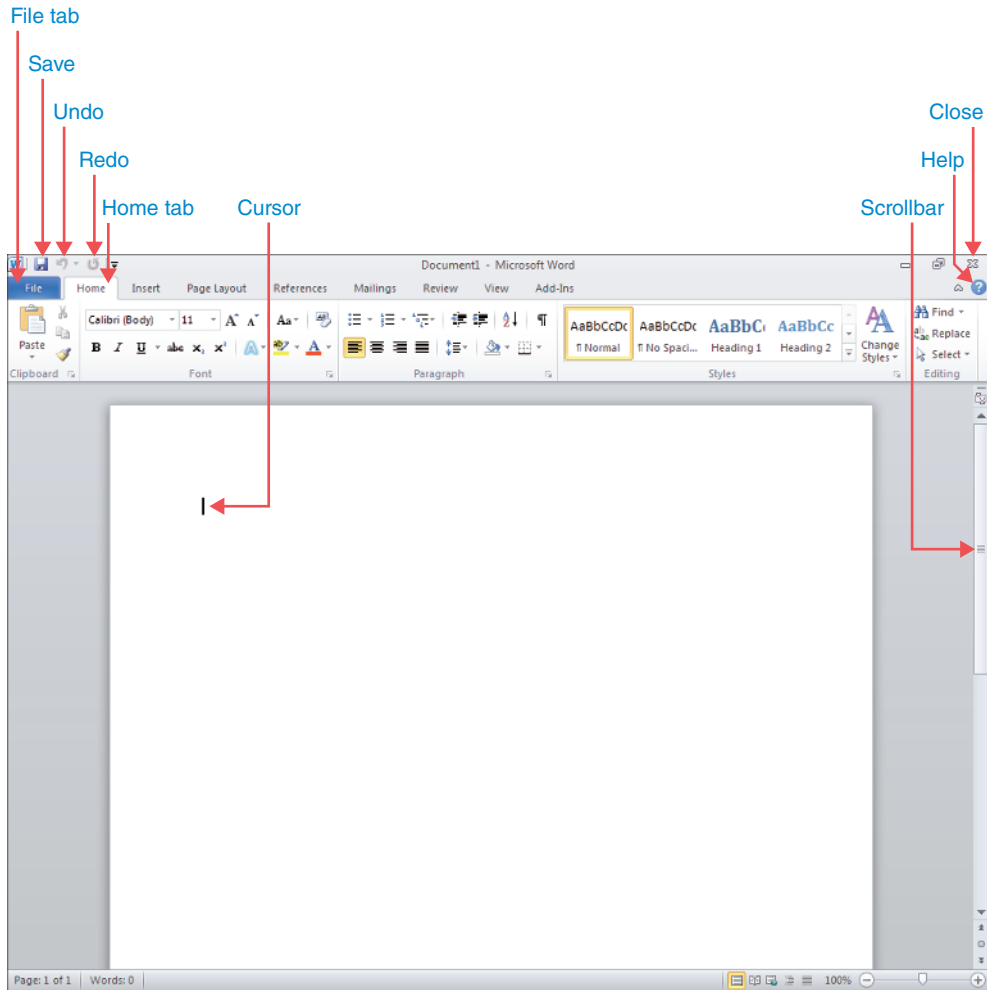 File tab
Save
Undo
Close
Redo
Help
Home tab
Cursor
Scrollbar
W
Document1 - Microsoft Word
File Home Insert Page Layout References Mailings Review View Add-Ins
Calibri (Body) 11 A A Aa
AaBbCcDc AaBbCcDc AaBbC AaBbCc
¶ Normal ¶ No Spaci... Heading 1 Heading 2
Paste
B I U abc x₂ x² A A
Change
Styles
Find
Replace
Select
Clipboard Font Paragraph Styles Editing
Page: 1 of 1 Words: 0 100%